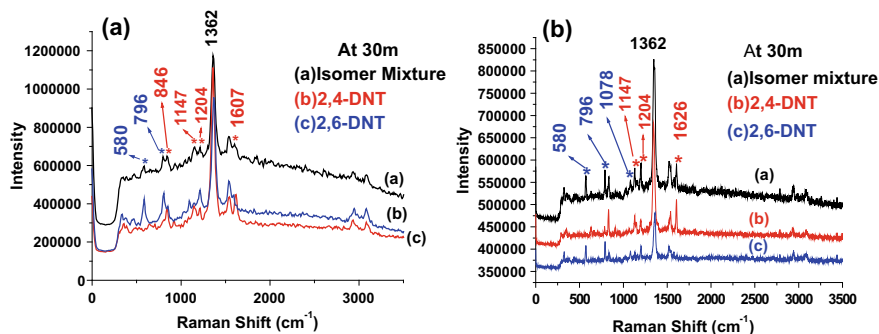 (a)
1362
At 30m
(a)Isomer Mixture
(b)2,4-DNT
(c)2,6-DNT
580
796
846
1147
1204
1607
*
*
*
*
*
*
(a)
(b)
(c)
Intensity
1200000
1000000
800000
600000
400000
200000
0
0
1000
2000
3000
Raman Shift (cm⁻¹)
(b)
1362
At 30m
(a)Isomer mixture
(b)2,4-DNT
(c)2,6-DNT
580
796
1078
1147
1204
1626
*
*
*
*
*
*
(a)
(b)
(c)
Intensity
850000
800000
750000
700000
650000
600000
550000
500000
450000
400000
350000
0
500
1000
1500
2000
2500
3000
3500
Raman Shift (cm⁻¹)